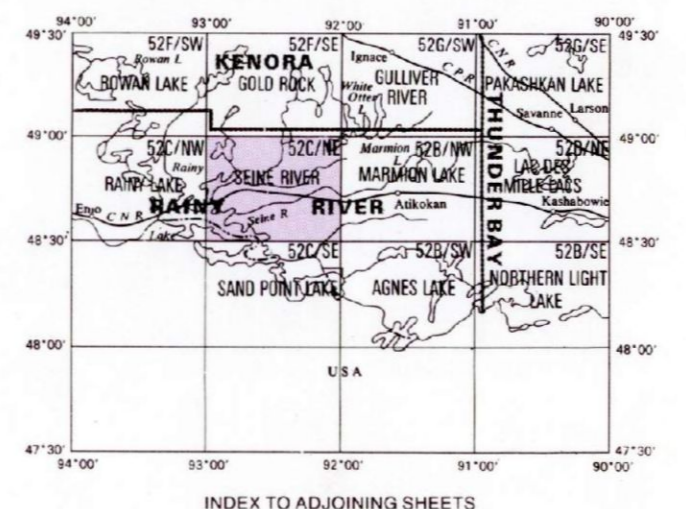 94°00' 93°00' 92°00' 91°00' 90°00'
49°30' 49°30'
52F/SW 52F/SE 52G/SW CNR 52G/SE
Rowan L Ignace
KENORA
ROWAN LAKE GOLD ROCK GULLIVER RIVER CPR PAKASHKAN LAKE
White Otter L
Savanne Larson
THUNDER BAY
49°00' 49°00'
52C/NW 52C/NE Marmion L 52B/NW 52B/NE
Rainy
RAINY LAKE SEINE RIVER MARMION LAKE LAC DES MILLE LACS
Atikokan Kashabowie
CNR RAINY RIVER
Seine R
Lake
48°30' 48°30'
52C/SE 52B/SW 52B/SE
SAND POINT LAKE AGNES LAKE NORTHERN LIGHT LAKE
48°00' 48°00'
USA
47°30' 47°30'
94°00' 93°00' 92°00' 91°00' 90°00'
INDEX TO ADJOINING SHEETS